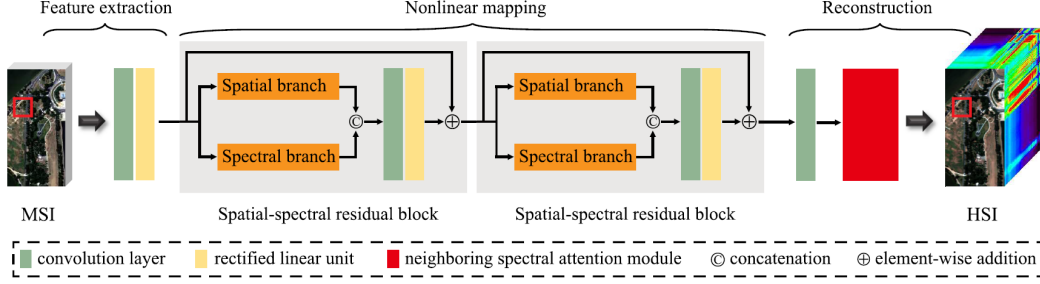 Feature extraction
Nonlinear mapping
Reconstruction
Spatial branch
Spectral branch
©
⊕
Spatial branch
Spectral branch
©
⊕
MSI
Spatial-spectral residual block
Spatial-spectral residual block
HSI
convolution layer
rectified linear unit
neighboring spectral attention module
© concatenation
⊕ element-wise addition